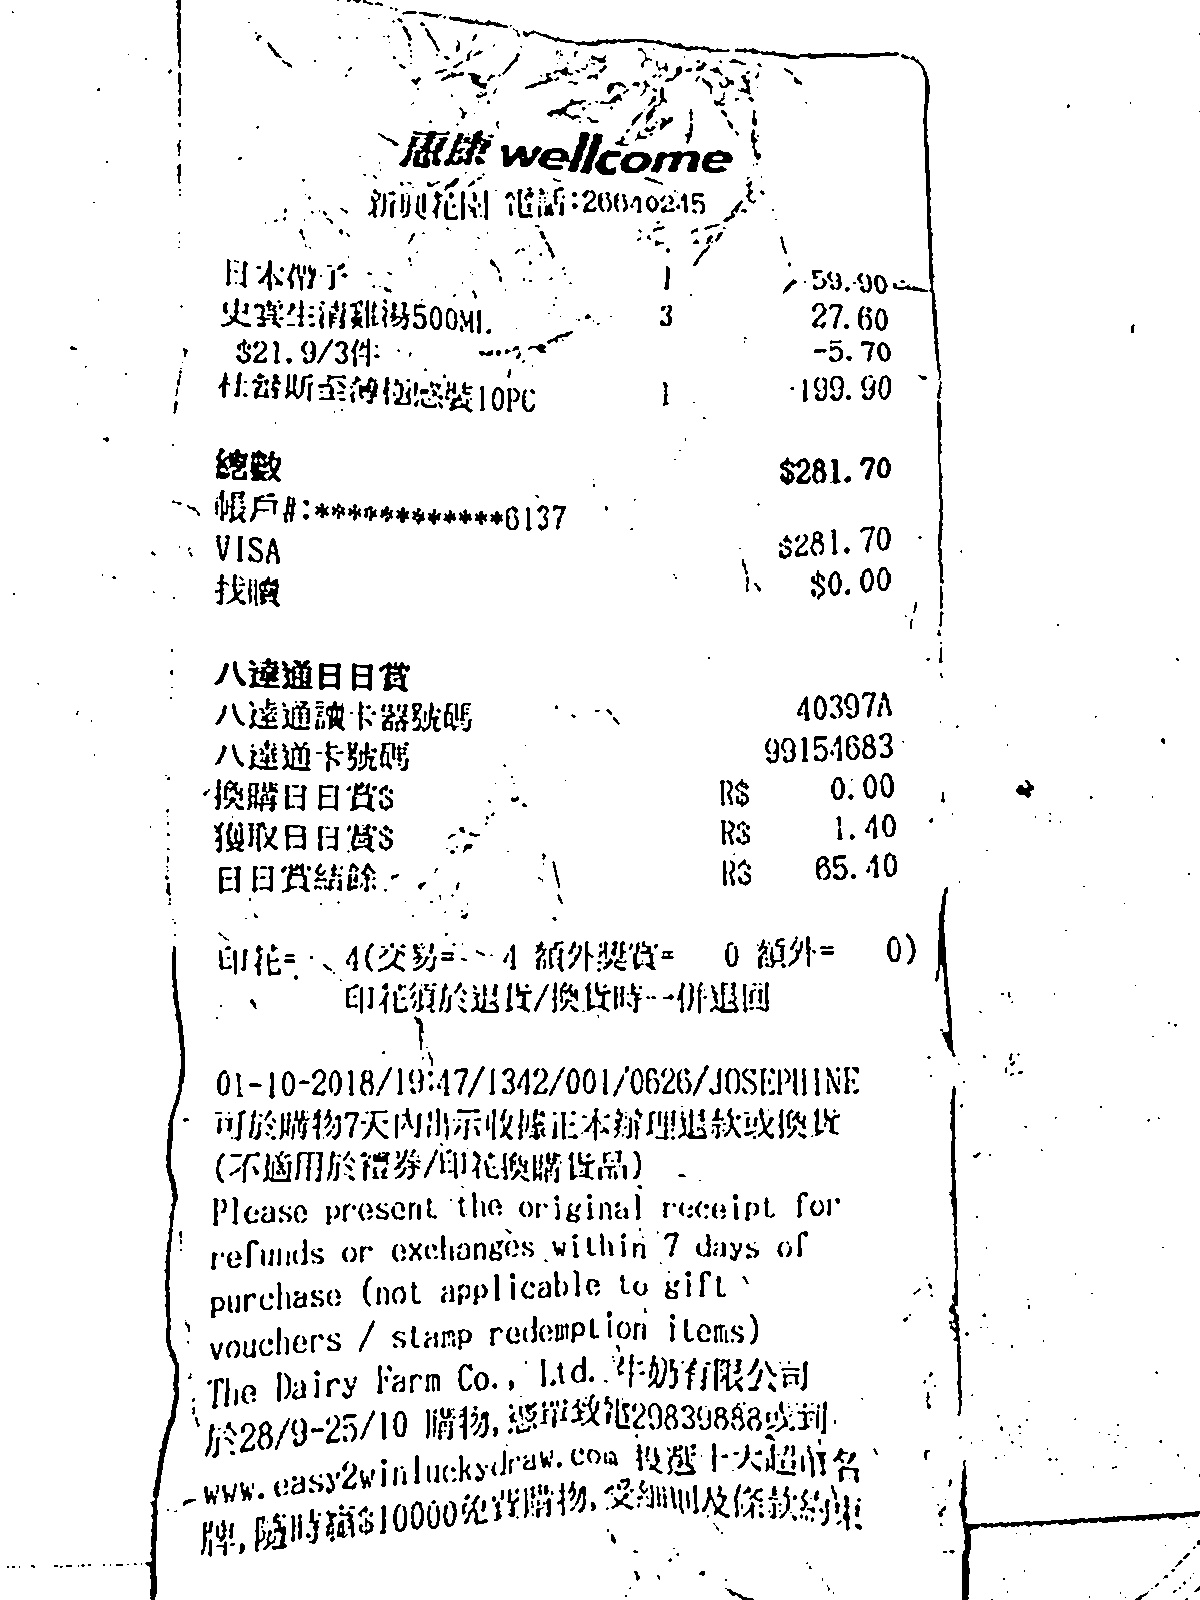 惠康 wellcome
新興花園 電話:26640245
日本帶子 1 59.90
史雲生清雞湯500ML 3 27.60
$21.9/3件 -5.70
杜蕾斯至薄極感裝10PC 1 199.90
總數 $281.70
帳戶#:************6137
VISA $281.70
找贖 $0.00
八達通日日賞
八達通讀卡器號碼 40397A
八達通卡號碼 99154683
換購日日賞$ R$ 0.00
獲取日日賞$ R$ 1.40
日日賞結餘 R$ 65.40
印花= 4(交易= 4 額外獎賞= 0 額外= 0)
印花須於退貨/換貨時一併退回
01-10-2018/19:47/1342/001/0626/JOSEPHINE
可於購物7天內出示收據正本辦理退款或換貨
(不適用於禮券/印花換購貨品)
Please present the original receipt for
refunds or exchanges within 7 days of
purchase (not applicable to gift
vouchers / stamp redemption items)
The Dairy Farm Co., Ltd. 牛奶有限公司
於28/9-25/10 購物,憑單致電29839888或到
www.easy2winluckydraw.com 投選十大超市名
牌,隨時贏$10000免費購物,受細則及條款約束